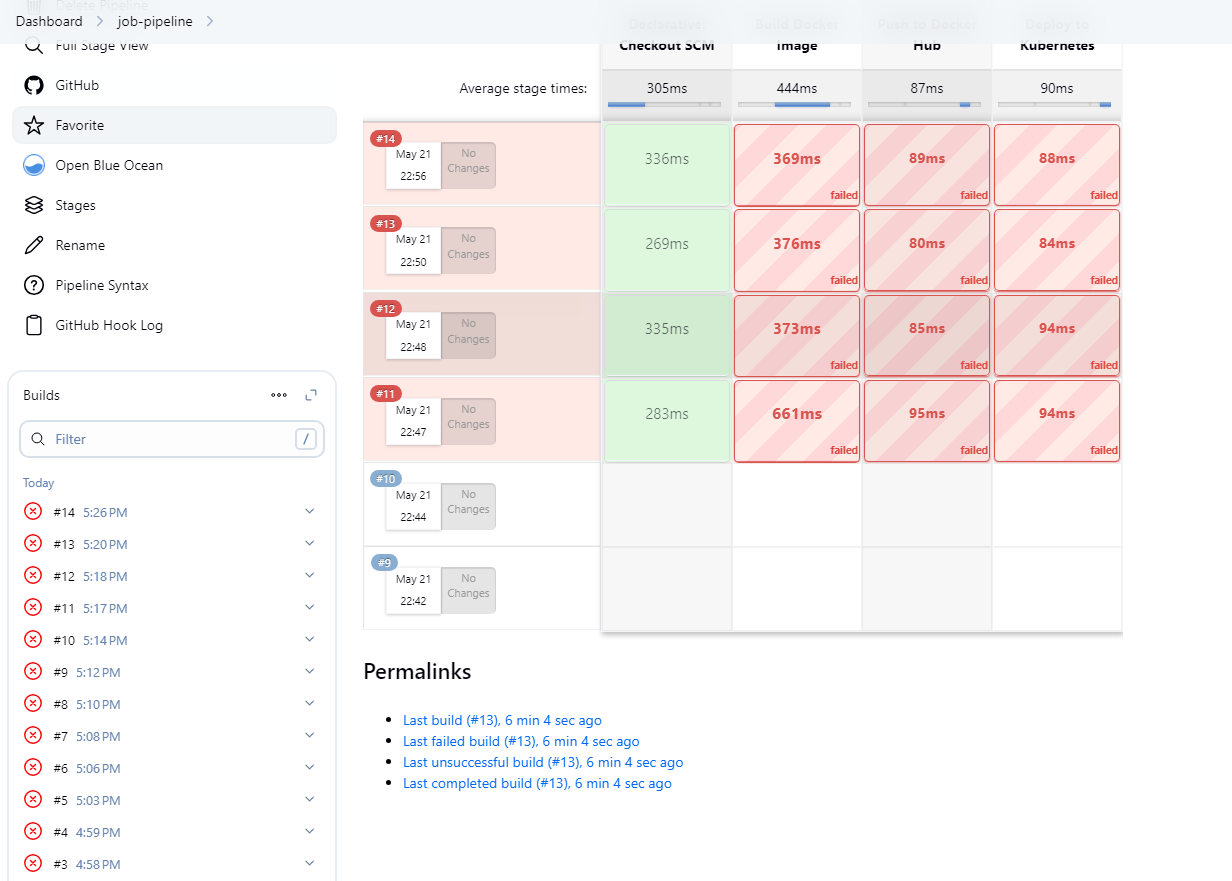 Delete Pipeline
Dashboard
job-pipeline
Full Stage View
GitHub
Favorite
Open Blue Ocean
Stages
Rename
Pipeline Syntax
GitHub Hook Log
Builds
Filter
/
Today
#14 5:26 PM
#13 5:20 PM
#12 5:18 PM
#11 5:17 PM
#10 5:14 PM
#9 5:12 PM
#8 5:10 PM
#7 5:08 PM
#6 5:06 PM
#5 5:03 PM
#4 4:59 PM
#3 4:58 PM
Declarative:
Checkout SCM
Build Docker
Image
Push to Docker
Hub
Deploy to
Kubernetes
Average stage times:
305ms
444ms
87ms
90ms
#14
May 21
22:56
No
Changes
336ms
369ms
failed
89ms
failed
88ms
failed
#13
May 21
22:50
No
Changes
269ms
376ms
failed
80ms
failed
84ms
failed
#12
May 21
22:48
No
Changes
335ms
373ms
failed
85ms
failed
94ms
failed
#11
May 21
22:47
No
Changes
283ms
661ms
failed
95ms
failed
94ms
failed
#10
May 21
22:44
No
Changes
#9
May 21
22:42
No
Changes
Permalinks
Last build (#13), 6 min 4 sec ago
Last failed build (#13), 6 min 4 sec ago
Last unsuccessful build (#13), 6 min 4 sec ago
Last completed build (#13), 6 min 4 sec ago